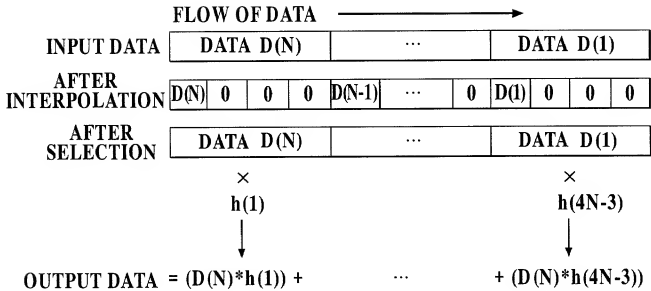 FLOW OF DATA
INPUT DATA DATA D(N) ... DATA D(1)
AFTER INTERPOLATION D(N) 0 0 0 D(N-1) ... 0 D(1) 0 0 0
AFTER SELECTION DATA D(N) ... DATA D(1)
× ×
h(1) h(4N-3)
OUTPUT DATA = (D(N)*h(1)) + ... + (D(N)*h(4N-3))